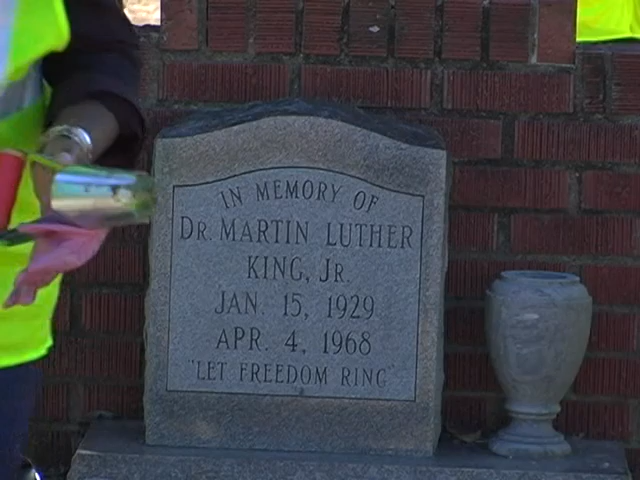 IN MEMORY OF
DR. MARTIN LUTHER
KING, JR.
JAN. 15, 1929
APR. 4, 1968
"LET FREEDOM RING"